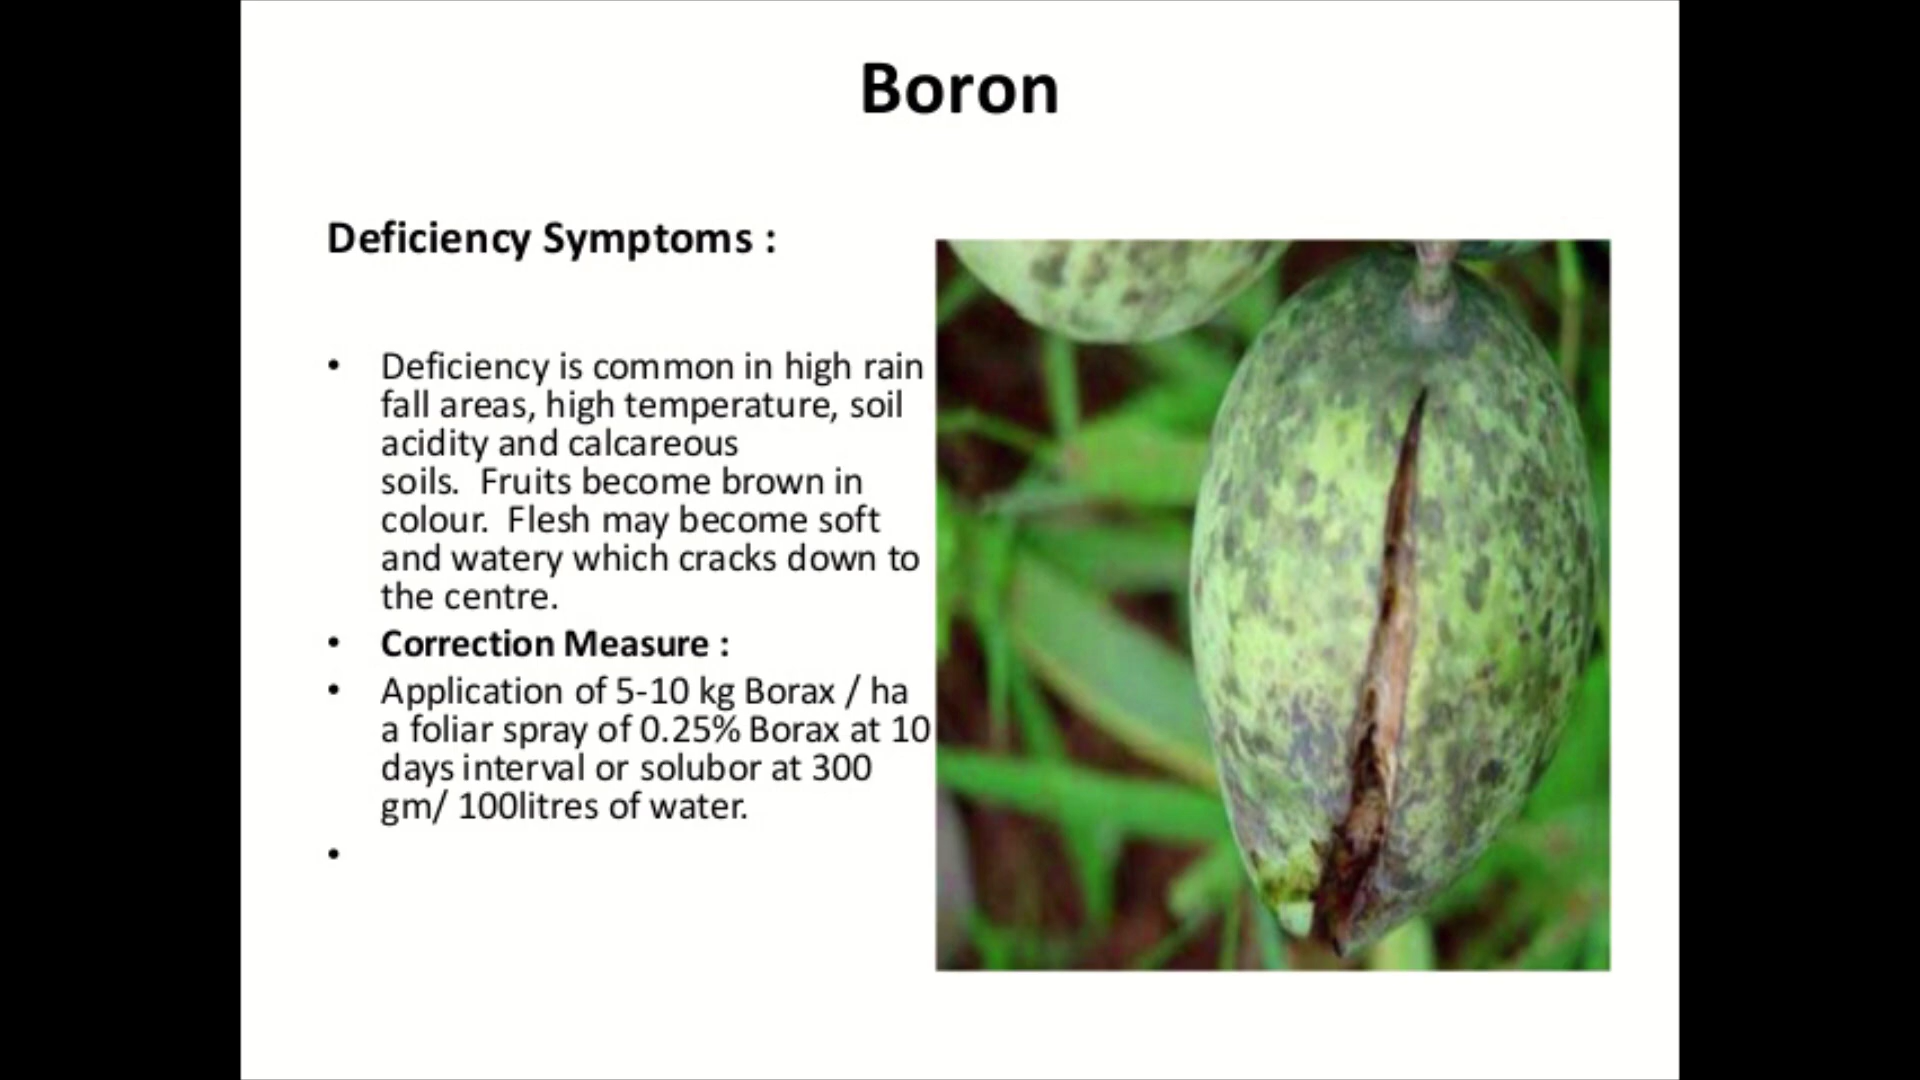 Boron
Deficiency Symptoms :
• Deficiency is common in high rain
fall areas, high temperature, soil
acidity and calcareous
soils.  Fruits become brown in
colour.  Flesh may become soft
and watery which cracks down to
the centre.
• Correction Measure :
• Application of 5-10 kg Borax / ha
a foliar spray of 0.25% Borax at 10
days interval or solubor at 300
gm/ 100litres of water.
•